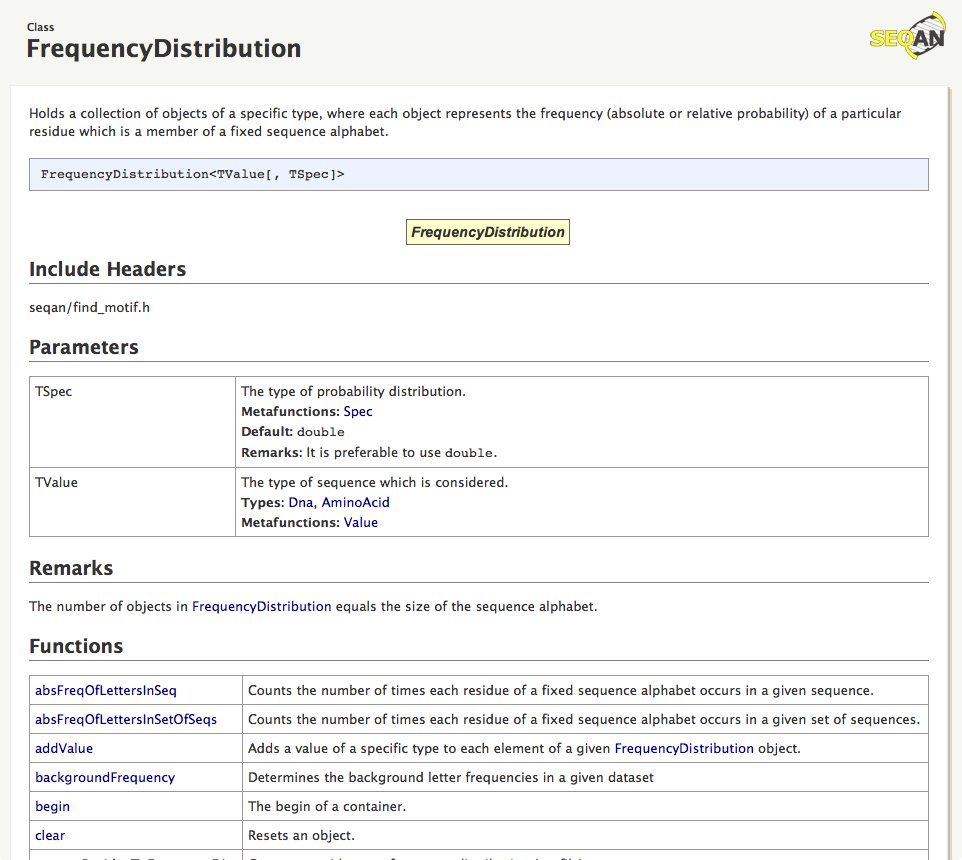 Class
FrequencyDistribution
SEQAN
Holds a collection of objects of a specific type, where each object represents the frequency (absolute or relative probability) of a particular
residue which is a member of a fixed sequence alphabet.
FrequencyDistribution<TValue[, TSpec]>
FrequencyDistribution
Include Headers
seqan/find_motif.h
Parameters
TSpec
The type of probability distribution.
Metafunctions: Spec
Default: double
Remarks: It is preferable to use double.
TValue
The type of sequence which is considered.
Types: Dna, AminoAcid
Metafunctions: Value
Remarks
The number of objects in FrequencyDistribution equals the size of the sequence alphabet.
Functions
absFreqOfLettersInSeq Counts the number of times each residue of a fixed sequence alphabet occurs in a given sequence.
absFreqOfLettersInSetOfSeqs Counts the number of times each residue of a fixed sequence alphabet occurs in a given set of sequences.
addValue Adds a value of a specific type to each element of a given FrequencyDistribution object.
backgroundFrequency Determines the background letter frequencies in a given dataset
begin The begin of a container.
clear Resets an object.